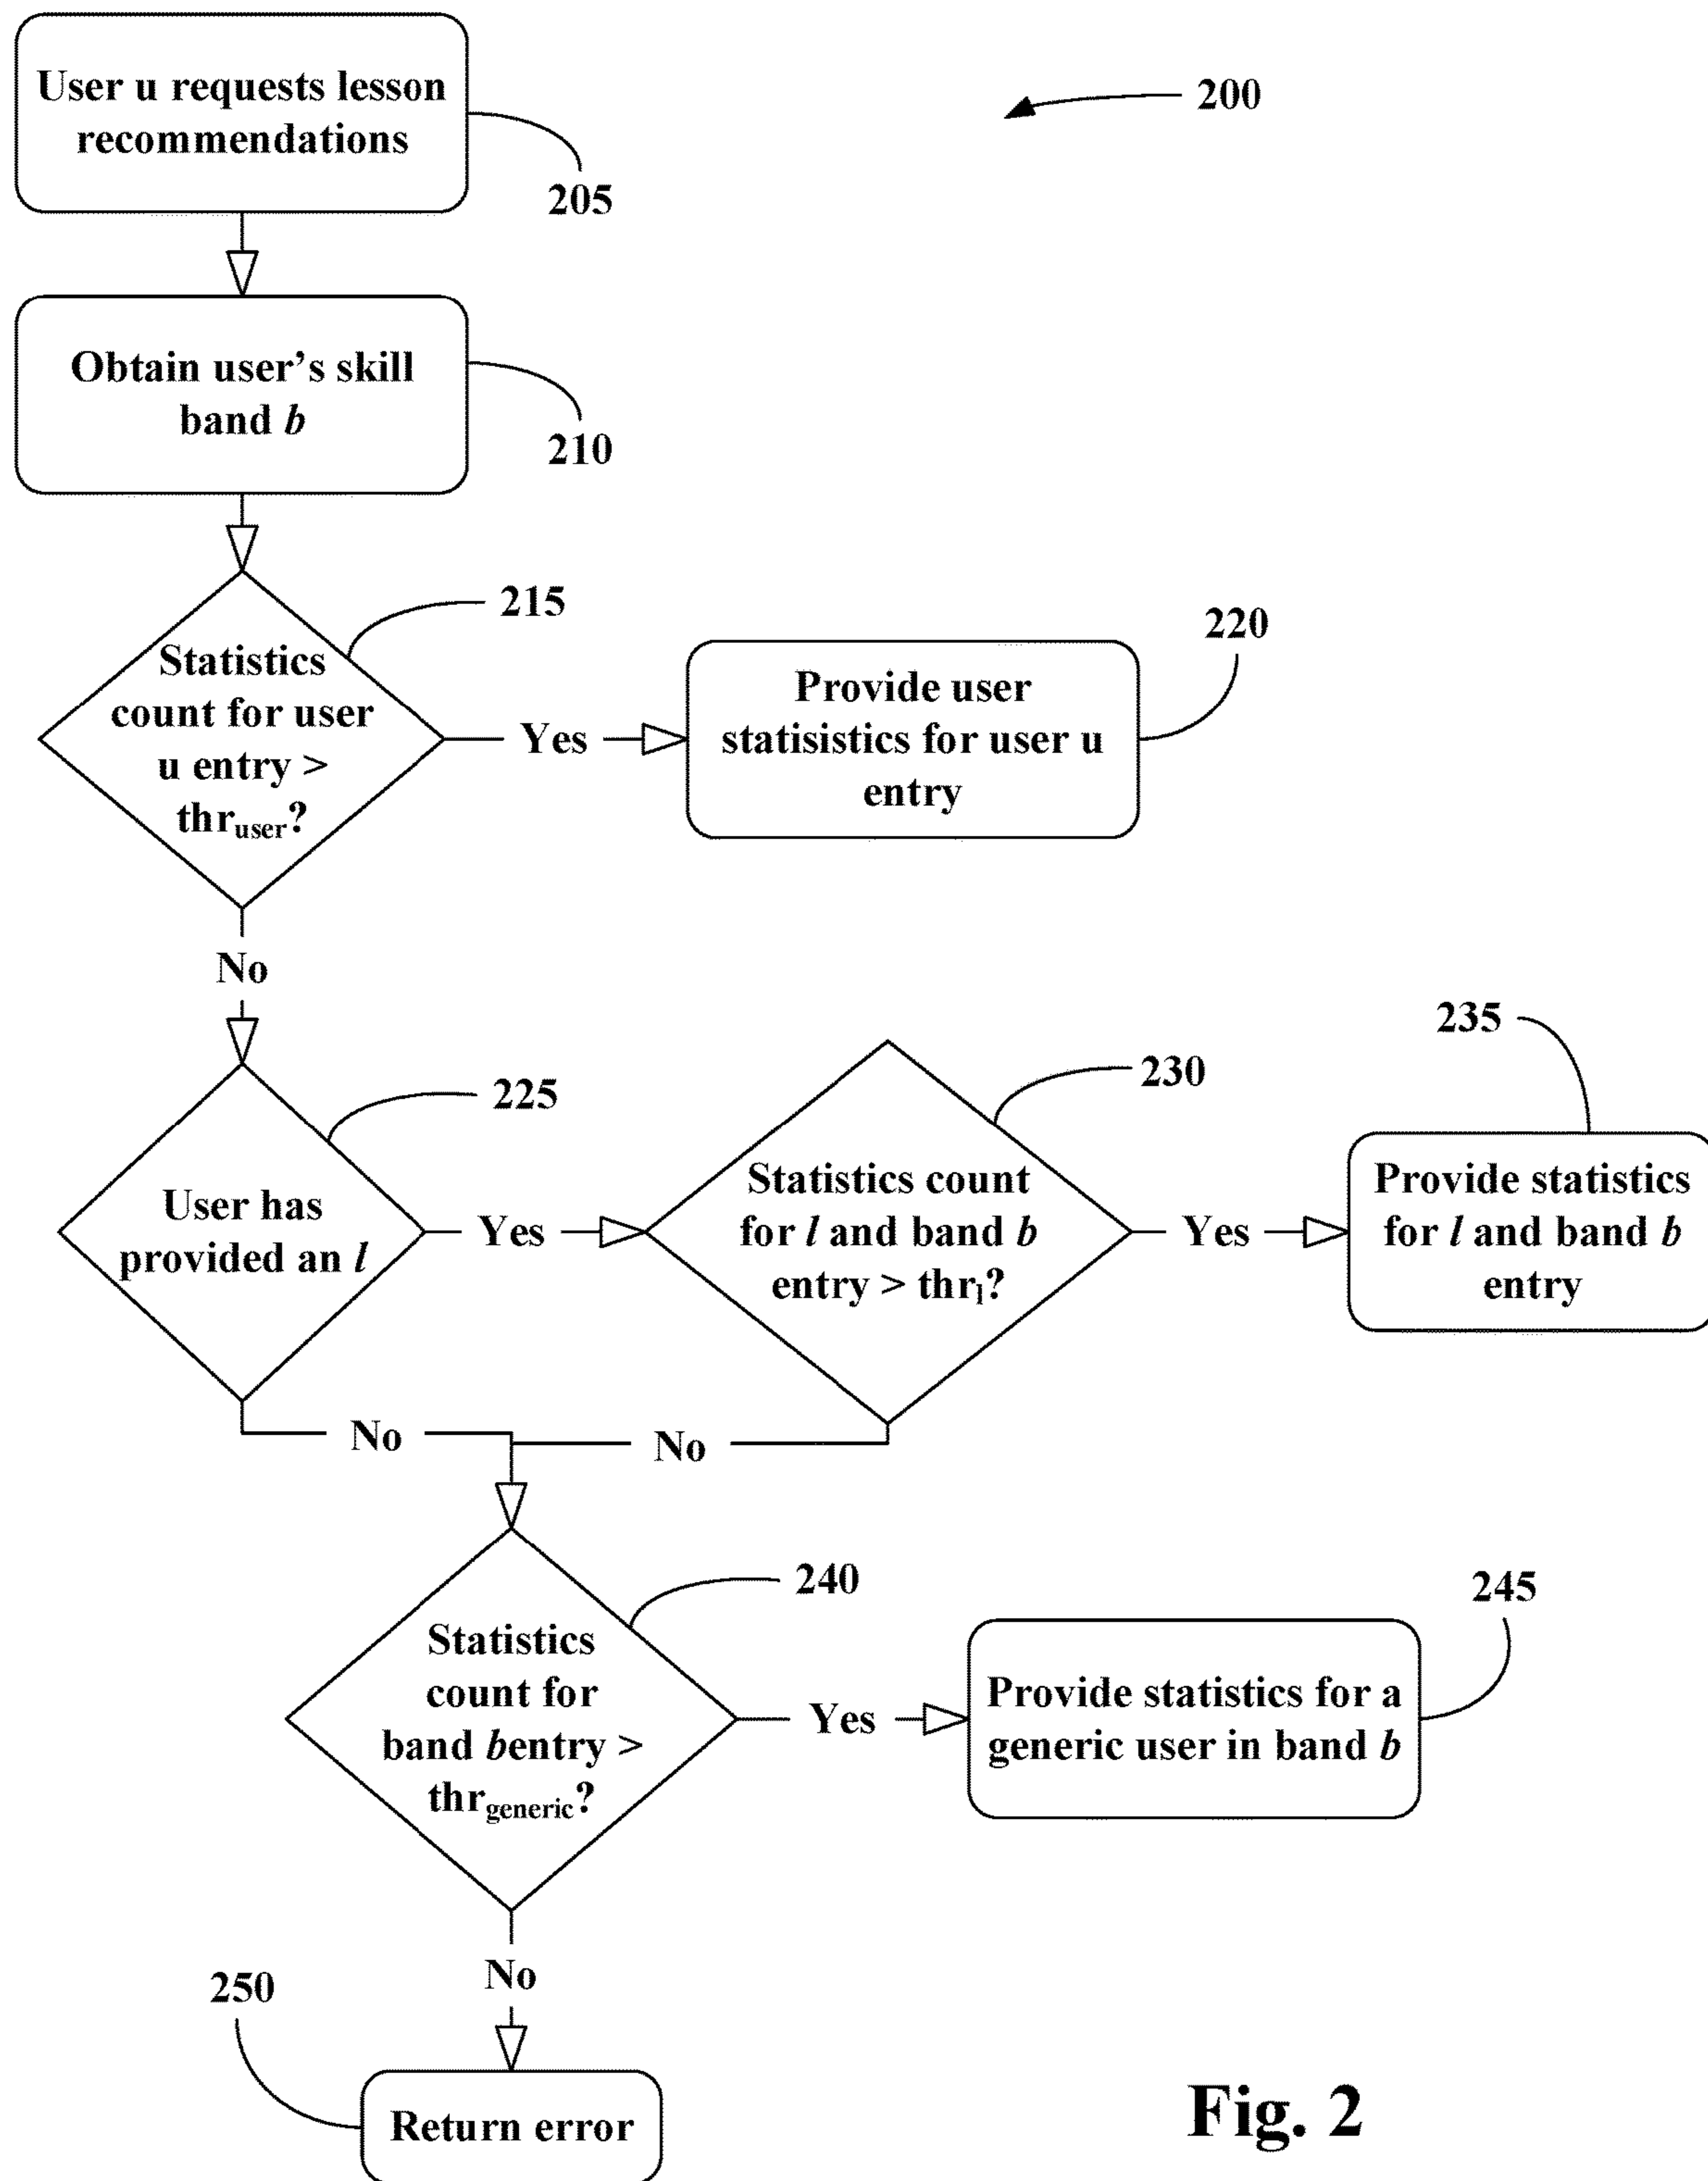 User u requests lesson
recommendations
200
205
Obtain user's skill
band b
210
215
Statistics
count for user
u entry >
thruser?
Yes
220
Provide user
statisistics for user u
entry
No
225
User has
provided an l
Yes
230
Statistics count
for l and band b
entry > thrl?
Yes
235
Provide statistics
for l and band b
entry
No
No
240
Statistics
count for
band bentry >
thrgeneric?
Yes
245
Provide statistics for a
generic user in band b
No
250
Return error
Fig. 2